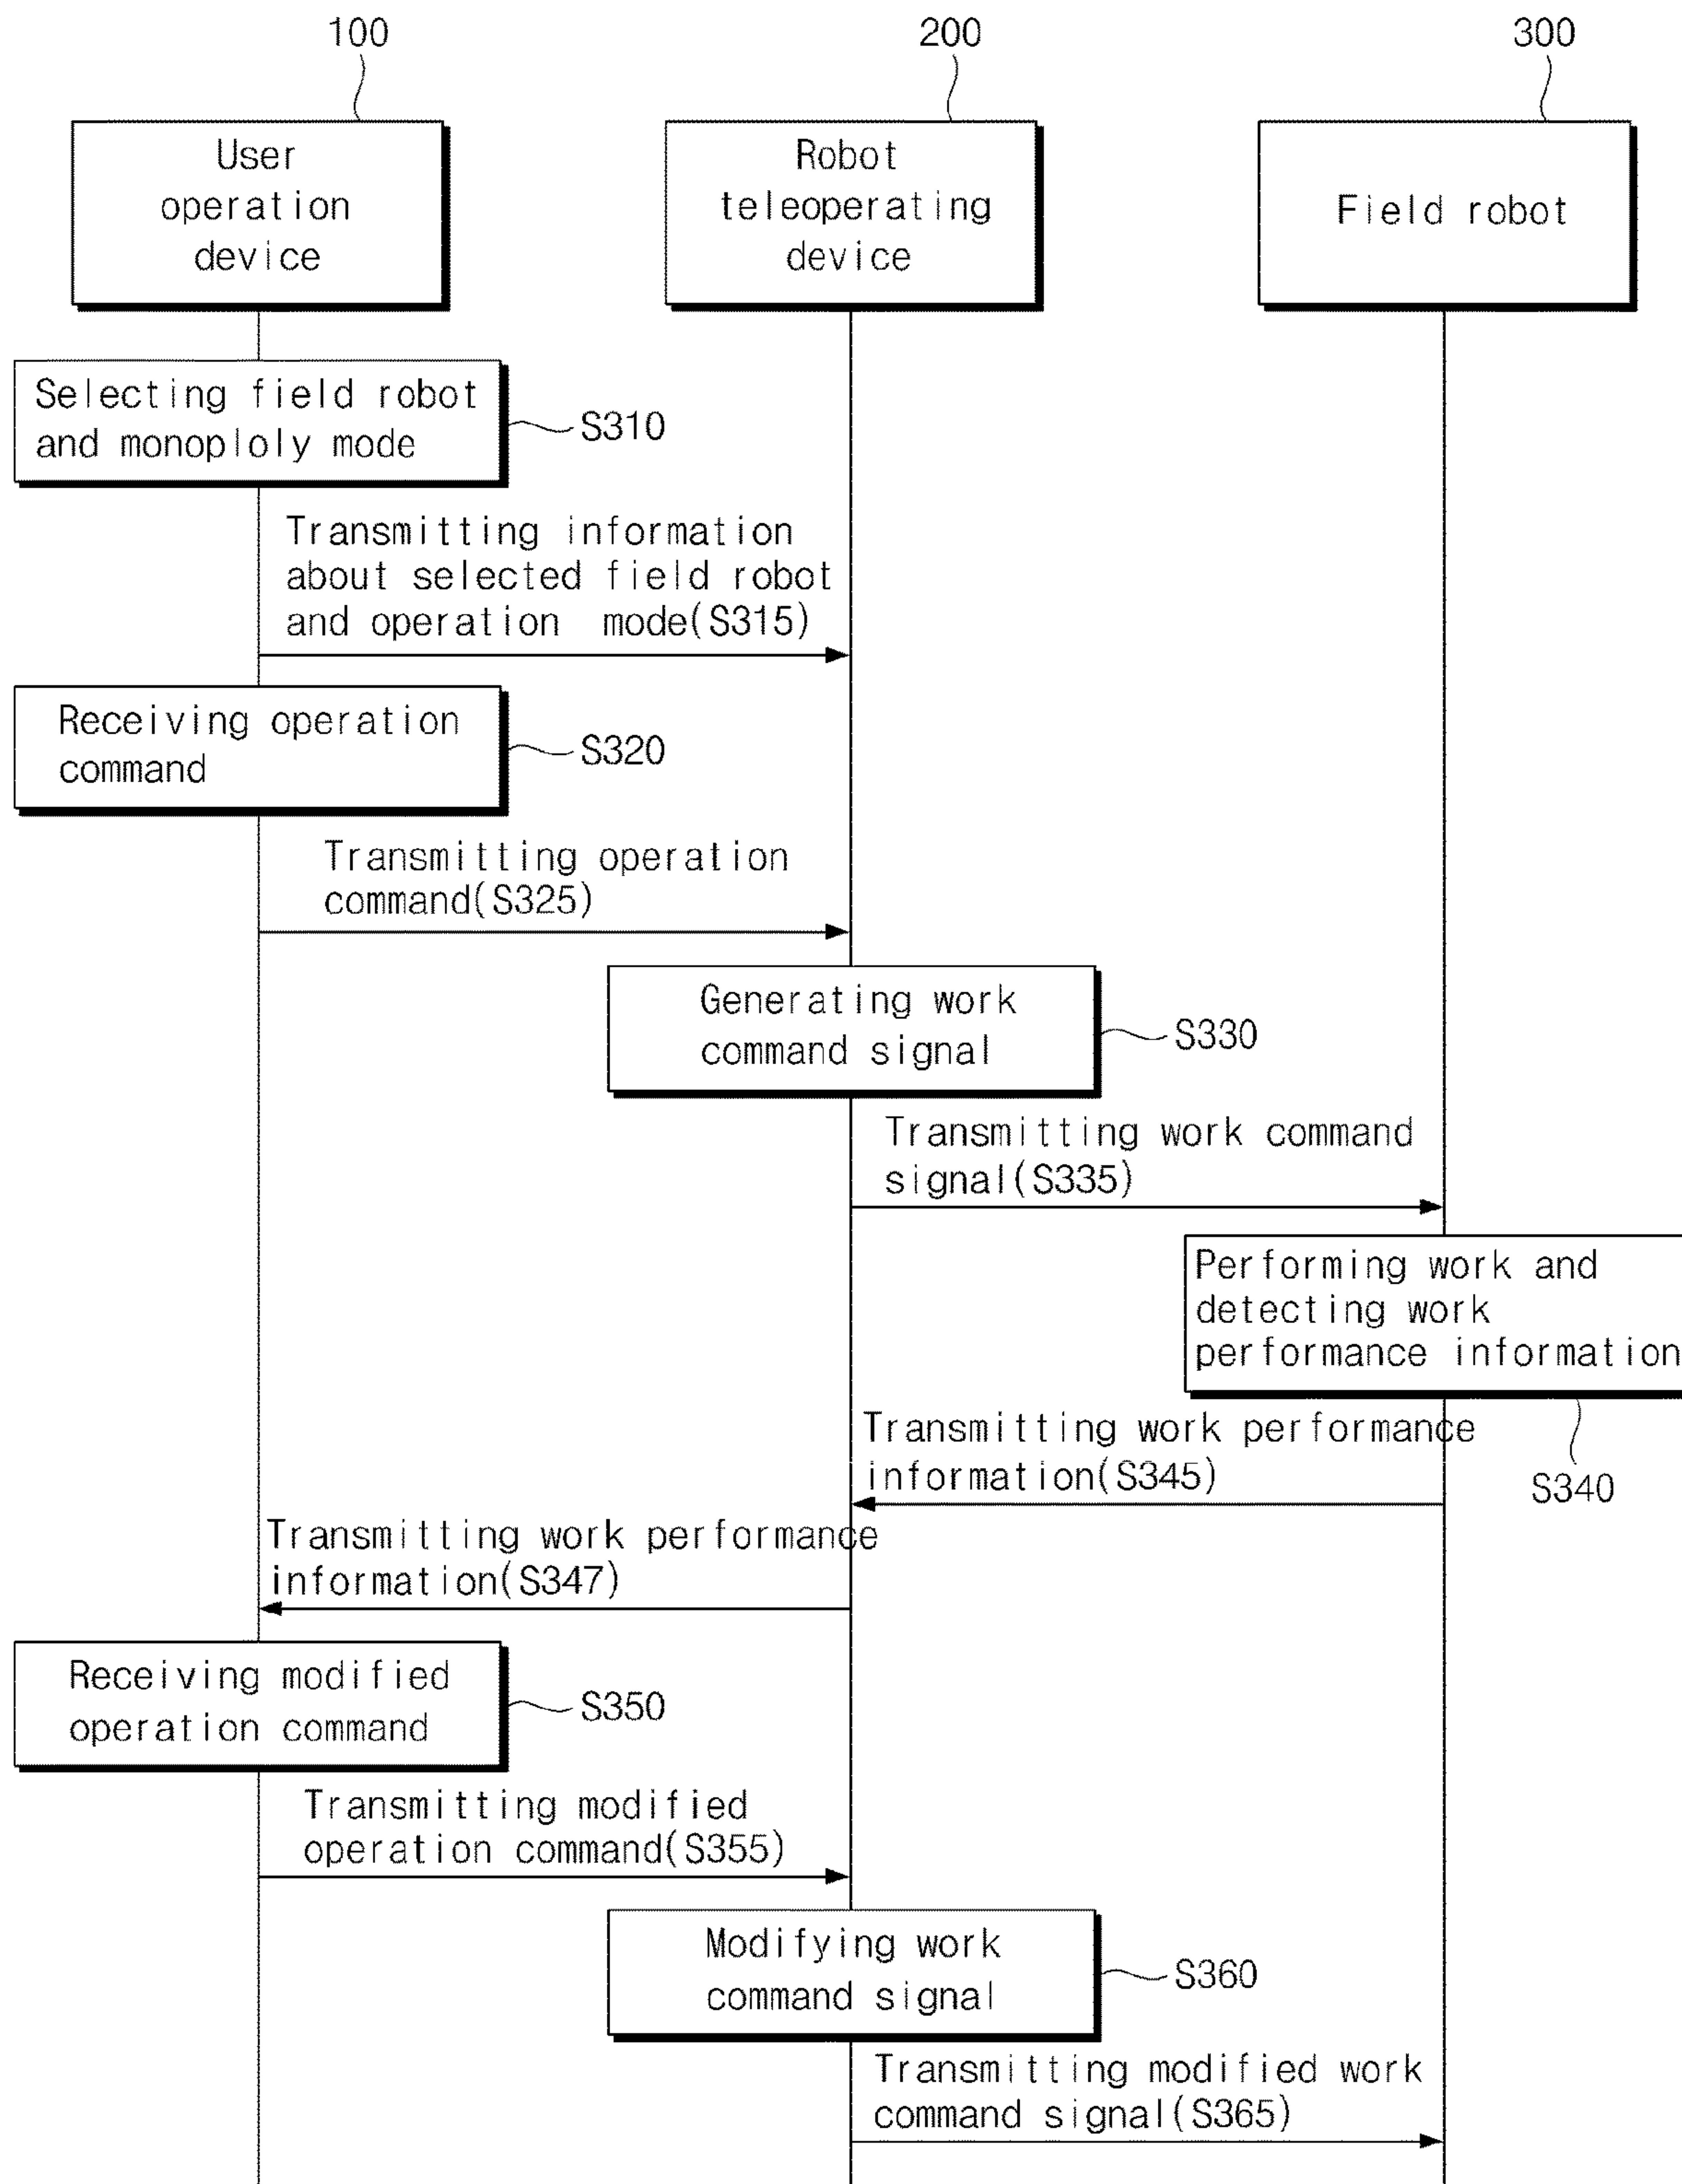 100
200
300
User
operation
device
Robot
teleoperating
device
Field robot
Selecting field robot
and monoploly mode
S310
Transmitting information
about selected field robot
and operation mode(S315)
Receiving operation
command
S320
Transmitting operation
command(S325)
Generating work
command signal
S330
Transmitting work command
signal(S335)
Performing work and
detecting work
performance information
S340
Transmitting work performance
information(S345)
Transmitting work performance
information(S347)
Receiving modified
operation command
S350
Transmitting modified
operation command(S355)
Modifying work
command signal
S360
Transmitting modified work
command signal(S365)